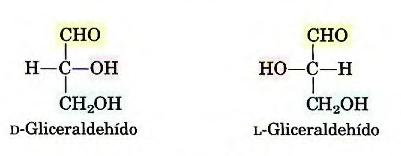 CHO CHO
H—C—OH HO—C—H
CH₂OH CH₂OH
D-Gliceraldehído L-Gliceraldehído